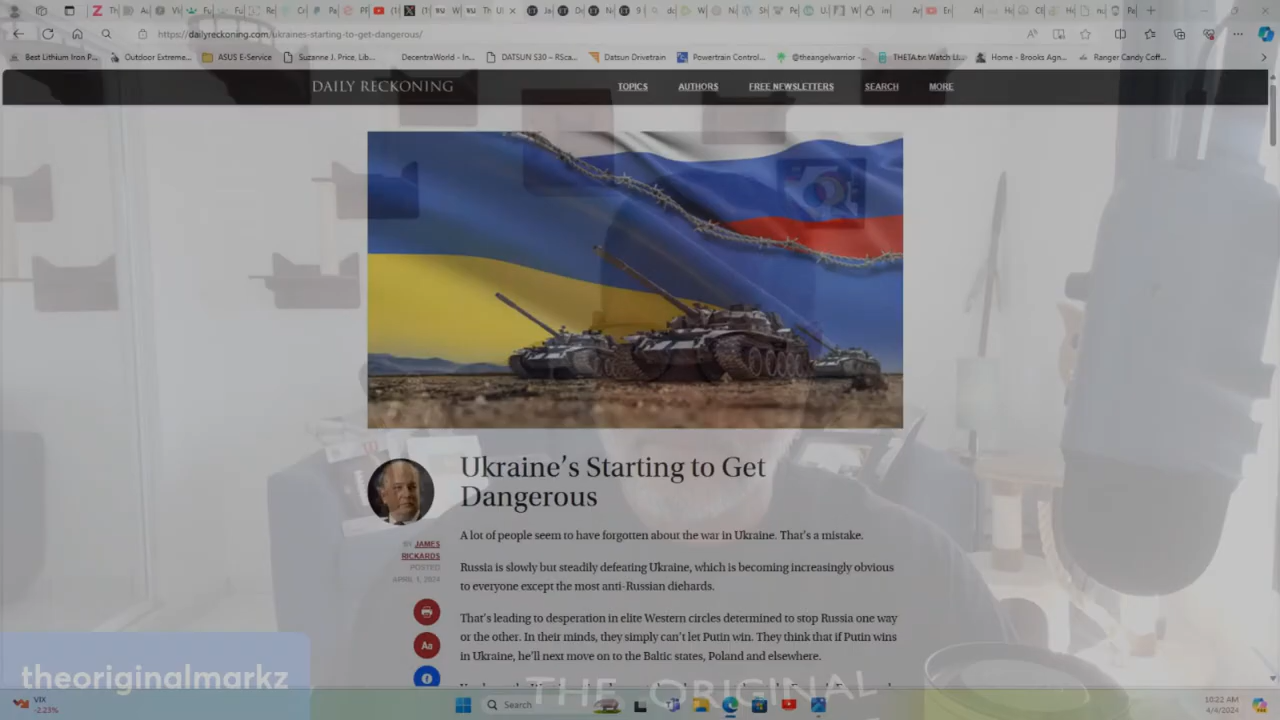 https://dailyreckoning.com/ukraines-starting-to-get-dangerous/
Best Lithium Iron P... Outdoor Extreme... ASUS E-Service Suzanne J. Price, Lib... DecentraWorld - In... DATSUN S30 – RSca... Datsun Drivetrain Powertrain Control... @theangelwarrior -... THETA.tv: Watch Li... Home - Brooks Agn... Ranger Candy Coff...
DAILY RECKONING TOPICS AUTHORS FREE NEWSLETTERS SEARCH MORE
Ukraine's Starting to Get
Dangerous
BY JAMES
RICKARDS
POSTED
APRIL 1, 2024
A lot of people seem to have forgotten about the war in Ukraine. That's a mistake.
Russia is slowly but steadily defeating Ukraine, which is becoming increasingly obvious
to everyone except the most anti-Russian diehards.
That's leading to desperation in elite Western circles determined to stop Russia one way
or the other. In their minds, they simply can't let Putin win. They think that if Putin wins
in Ukraine, he'll next move on to the Baltic states, Poland and elsewhere.
Aa
theoriginalmarkz
THE ORIGINAL
VIX
-2.23%
Search
10:22 AM
4/4/2024